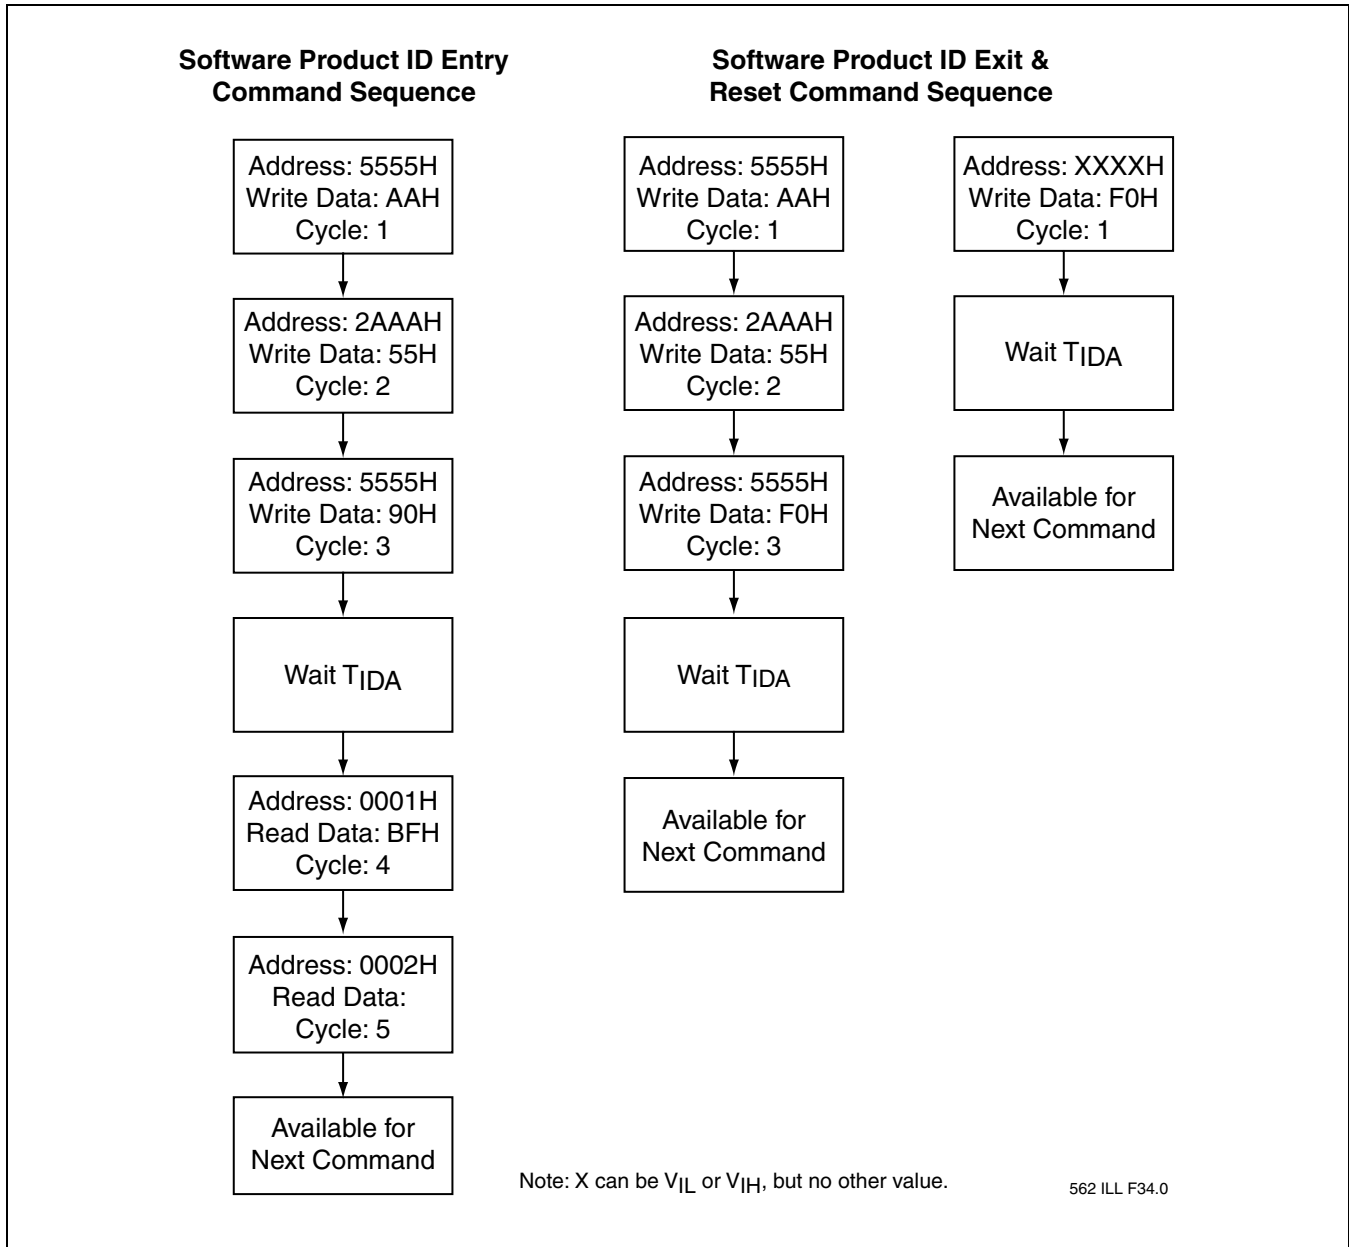 Software Product ID Entry
Command Sequence
Address: 5555H
Write Data: AAH
Cycle: 1
Address: 2AAAH
Write Data: 55H
Cycle: 2
Address: 5555H
Write Data: 90H
Cycle: 3
Wait TIDA
Address: 0001H
Read Data: BFH
Cycle: 4
Address: 0002H
Read Data:
Cycle: 5
Available for
Next Command
Software Product ID Exit &
Reset Command Sequence
Address: 5555H
Write Data: AAH
Cycle: 1
Address: 2AAAH
Write Data: 55H
Cycle: 2
Address: 5555H
Write Data: F0H
Cycle: 3
Wait TIDA
Available for
Next Command
Address: XXXXH
Write Data: F0H
Cycle: 1
Wait TIDA
Available for
Next Command
Note: X can be VIL or VIH, but no other value.
562 ILL F34.0